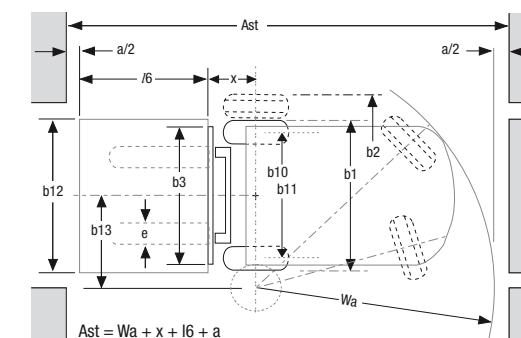 Ast
a/2
a/2
l6
x
b12
b3
b10
b11
b1
b2
b13
e
Wa
Ast = Wa + x + l6 + a